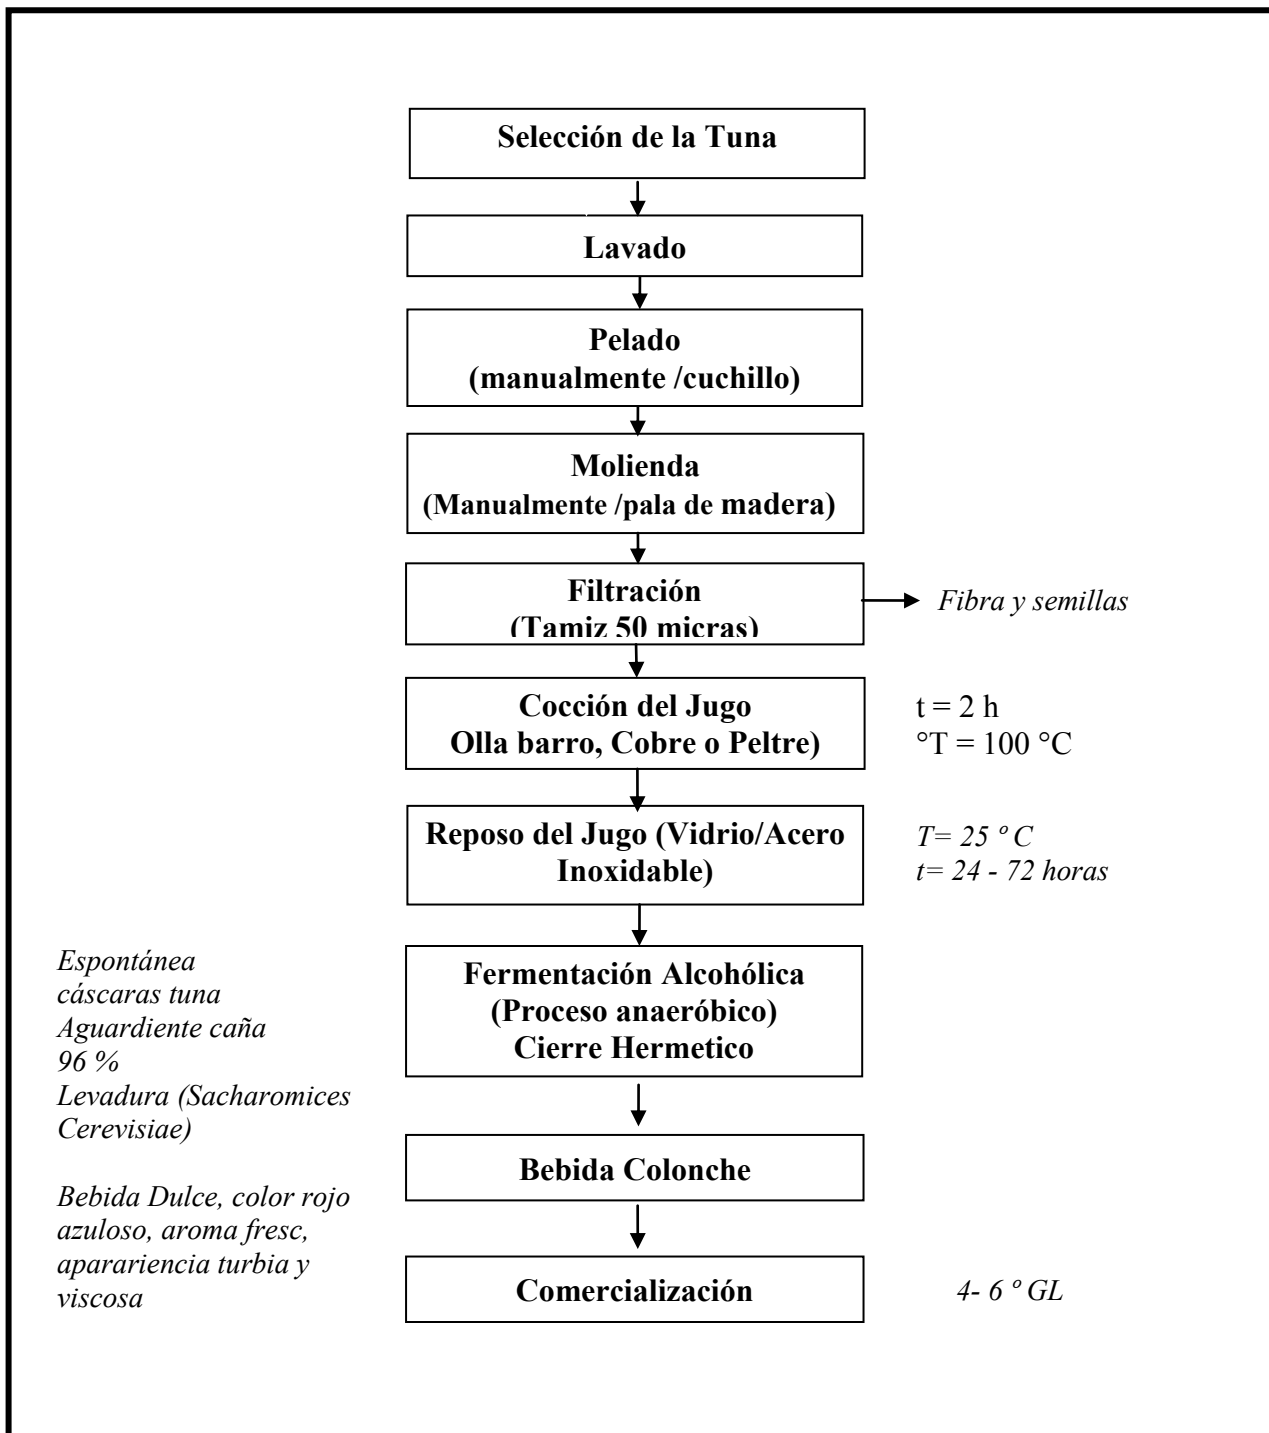 Selección de la Tuna
Lavado
Pelado
(manualmente /cuchillo)
Molienda
(Manualmente /pala de madera)
Filtración
(Tamiz 50 micras)
Fibra y semillas
Cocción del Jugo
Olla barro, Cobre o Peltre)
t = 2 h
°T = 100 °C
Reposo del Jugo (Vidrio/Acero
Inoxidable)
T= 25 º C
t= 24 - 72 horas
Espontánea
cáscaras tuna
Aguardiente caña
96 %
Levadura (Sacharomices
Cerevisiae)
Fermentación Alcohólica
(Proceso anaeróbico)
Cierre Hermetico
Bebida Colonche
Bebida Dulce, color rojo
azuloso, aroma fresc,
aparariencia turbia y
viscosa
Comercialización
4- 6 º GL